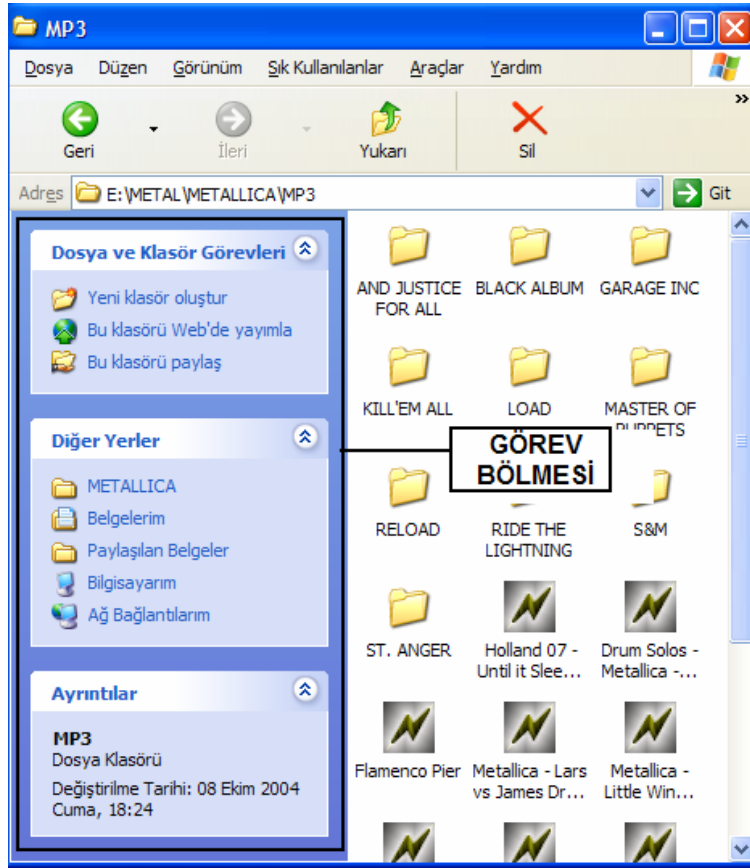 MP3
Dosya Düzen Görünüm Sık Kullanılanlar Araçlar Yardım
Geri İleri Yukarı Sil »
Adres E:\METAL\METALLICA\MP3 Git
Dosya ve Klasör Görevleri
Yeni klasör oluştur
Bu klasörü Web'de yayımla
Bu klasörü paylaş
Diğer Yerler
METALLICA
Belgelerim
Paylaşılan Belgeler
Bilgisayarım
Ağ Bağlantılarım
Ayrıntılar
MP3
Dosya Klasörü
Değiştirilme Tarihi: 08 Ekim 2004
Cuma, 18:24
GÖREV
BÖLMESİ
AND JUSTICE
FOR ALL
BLACK ALBUM
GARAGE INC
KILL'EM ALL
LOAD
MASTER OF
PUPPETS
RELOAD
RIDE THE
LIGHTNING
S&M
ST. ANGER
Holland 07 -
Until it Slee...
Drum Solos -
Metallica -...
Flamenco Pier
Metallica - Lars
vs James Dr...
Metallica -
Little Win...